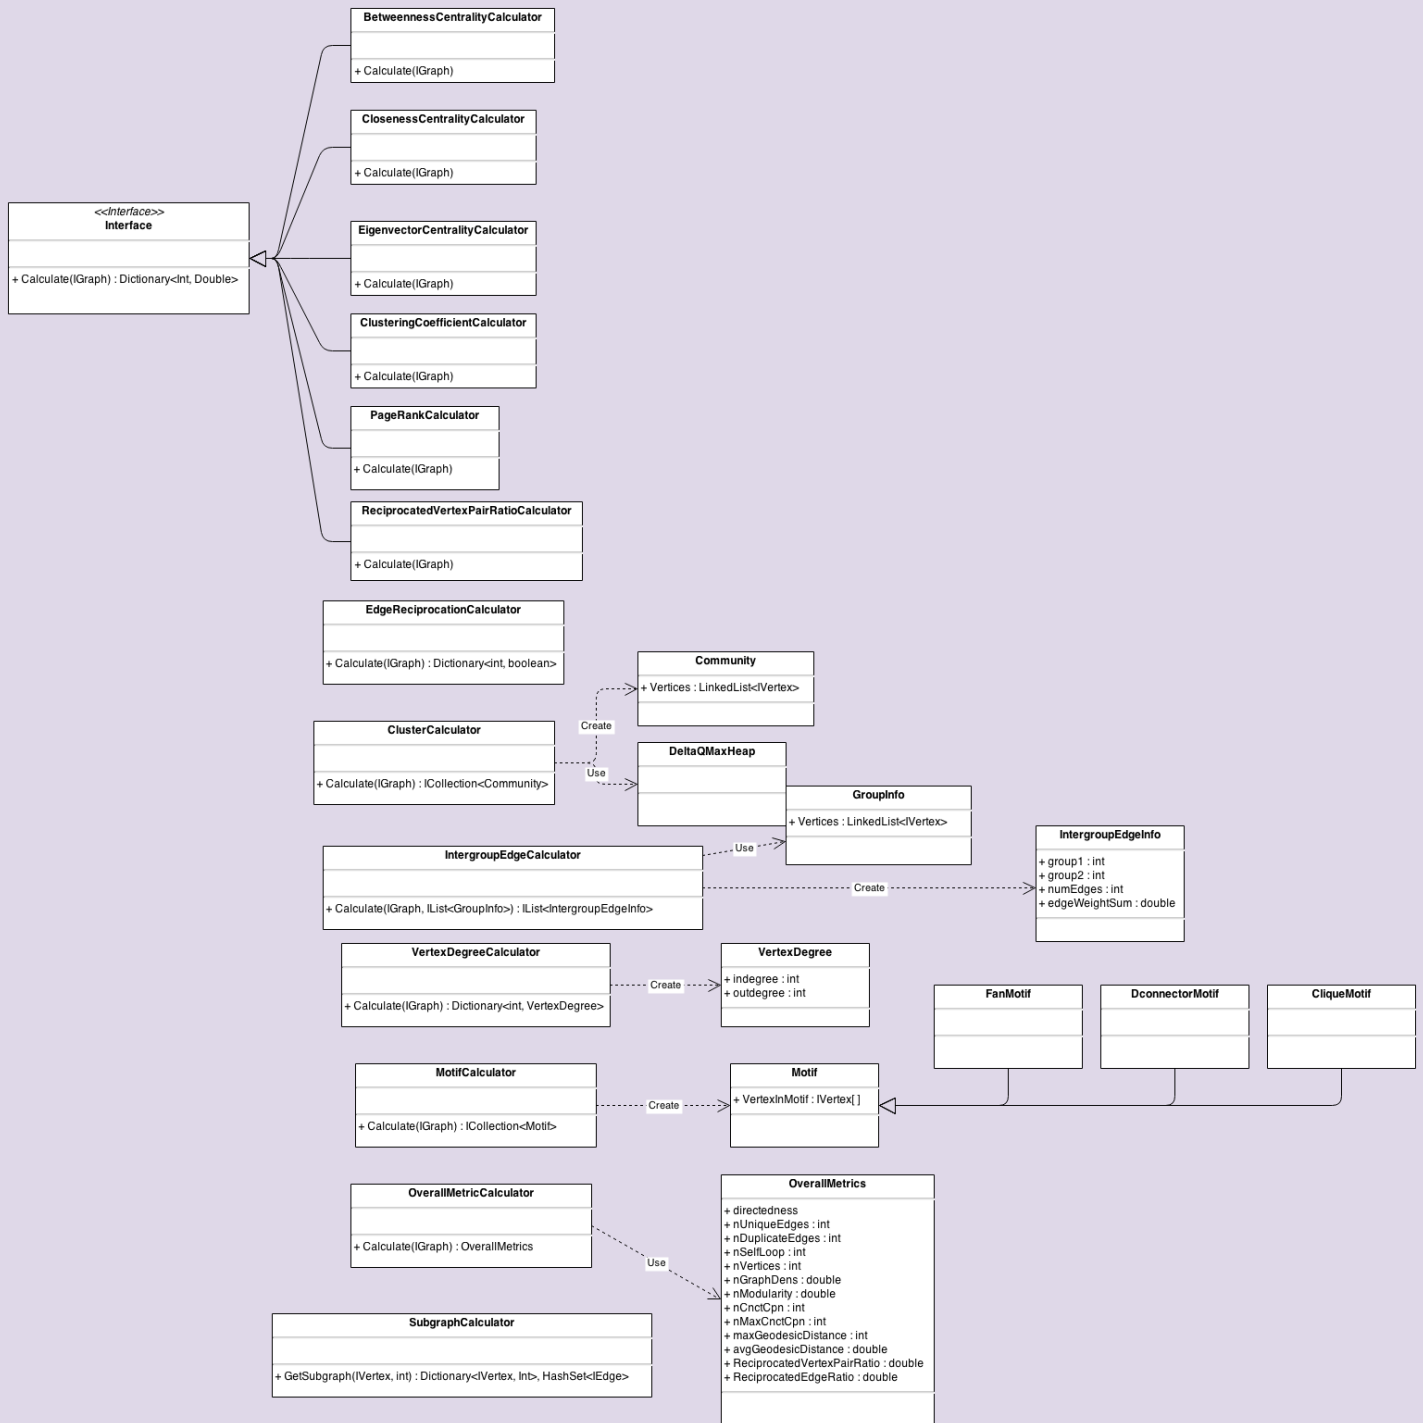 BetweennessCentralityCalculator
+ Calculate(IGraph)
ClosenessCentralityCalculator
+ Calculate(IGraph)
<<Interface>>
Interface
+ Calculate(IGraph) : Dictionary<Int, Double>
EigenvectorCentralityCalculator
+ Calculate(IGraph)
ClusteringCoefficientCalculator
+ Calculate(IGraph)
PageRankCalculator
+ Calculate(IGraph)
ReciprocatedVertexPairRatioCalculator
+ Calculate(IGraph)
EdgeReciprocationCalculator
+ Calculate(IGraph) : Dictionary<int, boolean>
Community
+ Vertices : LinkedList<IVertex>
ClusterCalculator
+ Calculate(IGraph) : ICollection<Community>
Create
Use
DeltaQMaxHeap
GroupInfo
+ Vertices : LinkedList<IVertex>
IntergroupEdgeInfo
+ group1 : int
+ group2 : int
+ numEdges : int
+ edgeWeightSum : double
IntergroupEdgeCalculator
+ Calculate(IGraph, IList<GroupInfo>) : IList<IntergroupEdgeInfo>
Use
Create
VertexDegreeCalculator
+ Calculate(IGraph) : Dictionary<int, VertexDegree>
Create
VertexDegree
+ indegree : int
+ outdegree : int
FanMotif
DconnectorMotif
CliqueMotif
MotifCalculator
+ Calculate(IGraph) : ICollection<Motif>
Create
Motif
+ VertexInMotif : IVertex[ ]
OverallMetricCalculator
+ Calculate(IGraph) : OverallMetrics
Use
OverallMetrics
+ directedness
+ nUniqueEdges : int
+ nDuplicateEdges : int
+ nSelfLoop : int
+ nVertices : int
+ nGraphDens : double
+ nModularity : double
+ nCnctCpn : int
+ nMaxCnctCpn : int
+ maxGeodesicDistance : int
+ avgGeodesicDistance : double
+ ReciprocatedVertexPairRatio : double
+ ReciprocatedEdgeRatio : double
SubgraphCalculator
+ GetSubgraph(IVertex, int) : Dictionary<IVertex, Int>, HashSet<IEdge>